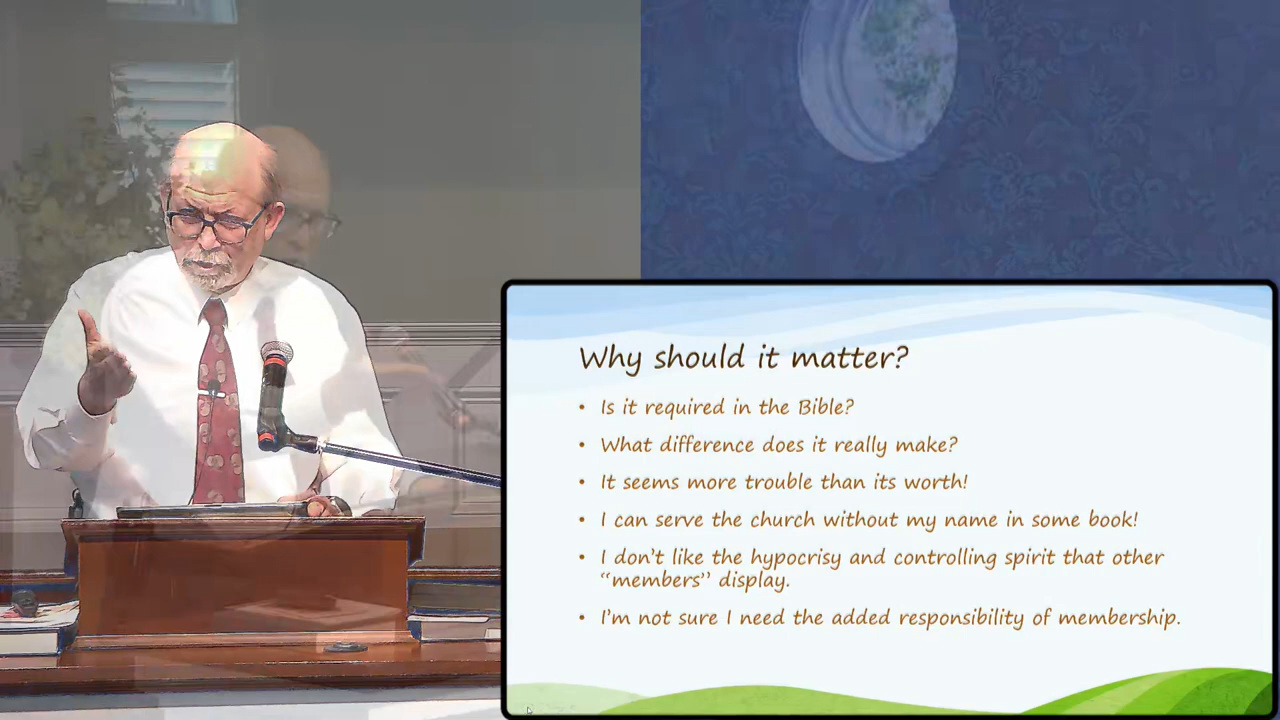 Why should it matter?
• Is it required in the Bible?
• What difference does it really make?
• It seems more trouble than its worth!
• I can serve the church without my name in some book!
• I don't like the hypocrisy and controlling spirit that other
“members” display.
• I'm not sure I need the added responsibility of membership.